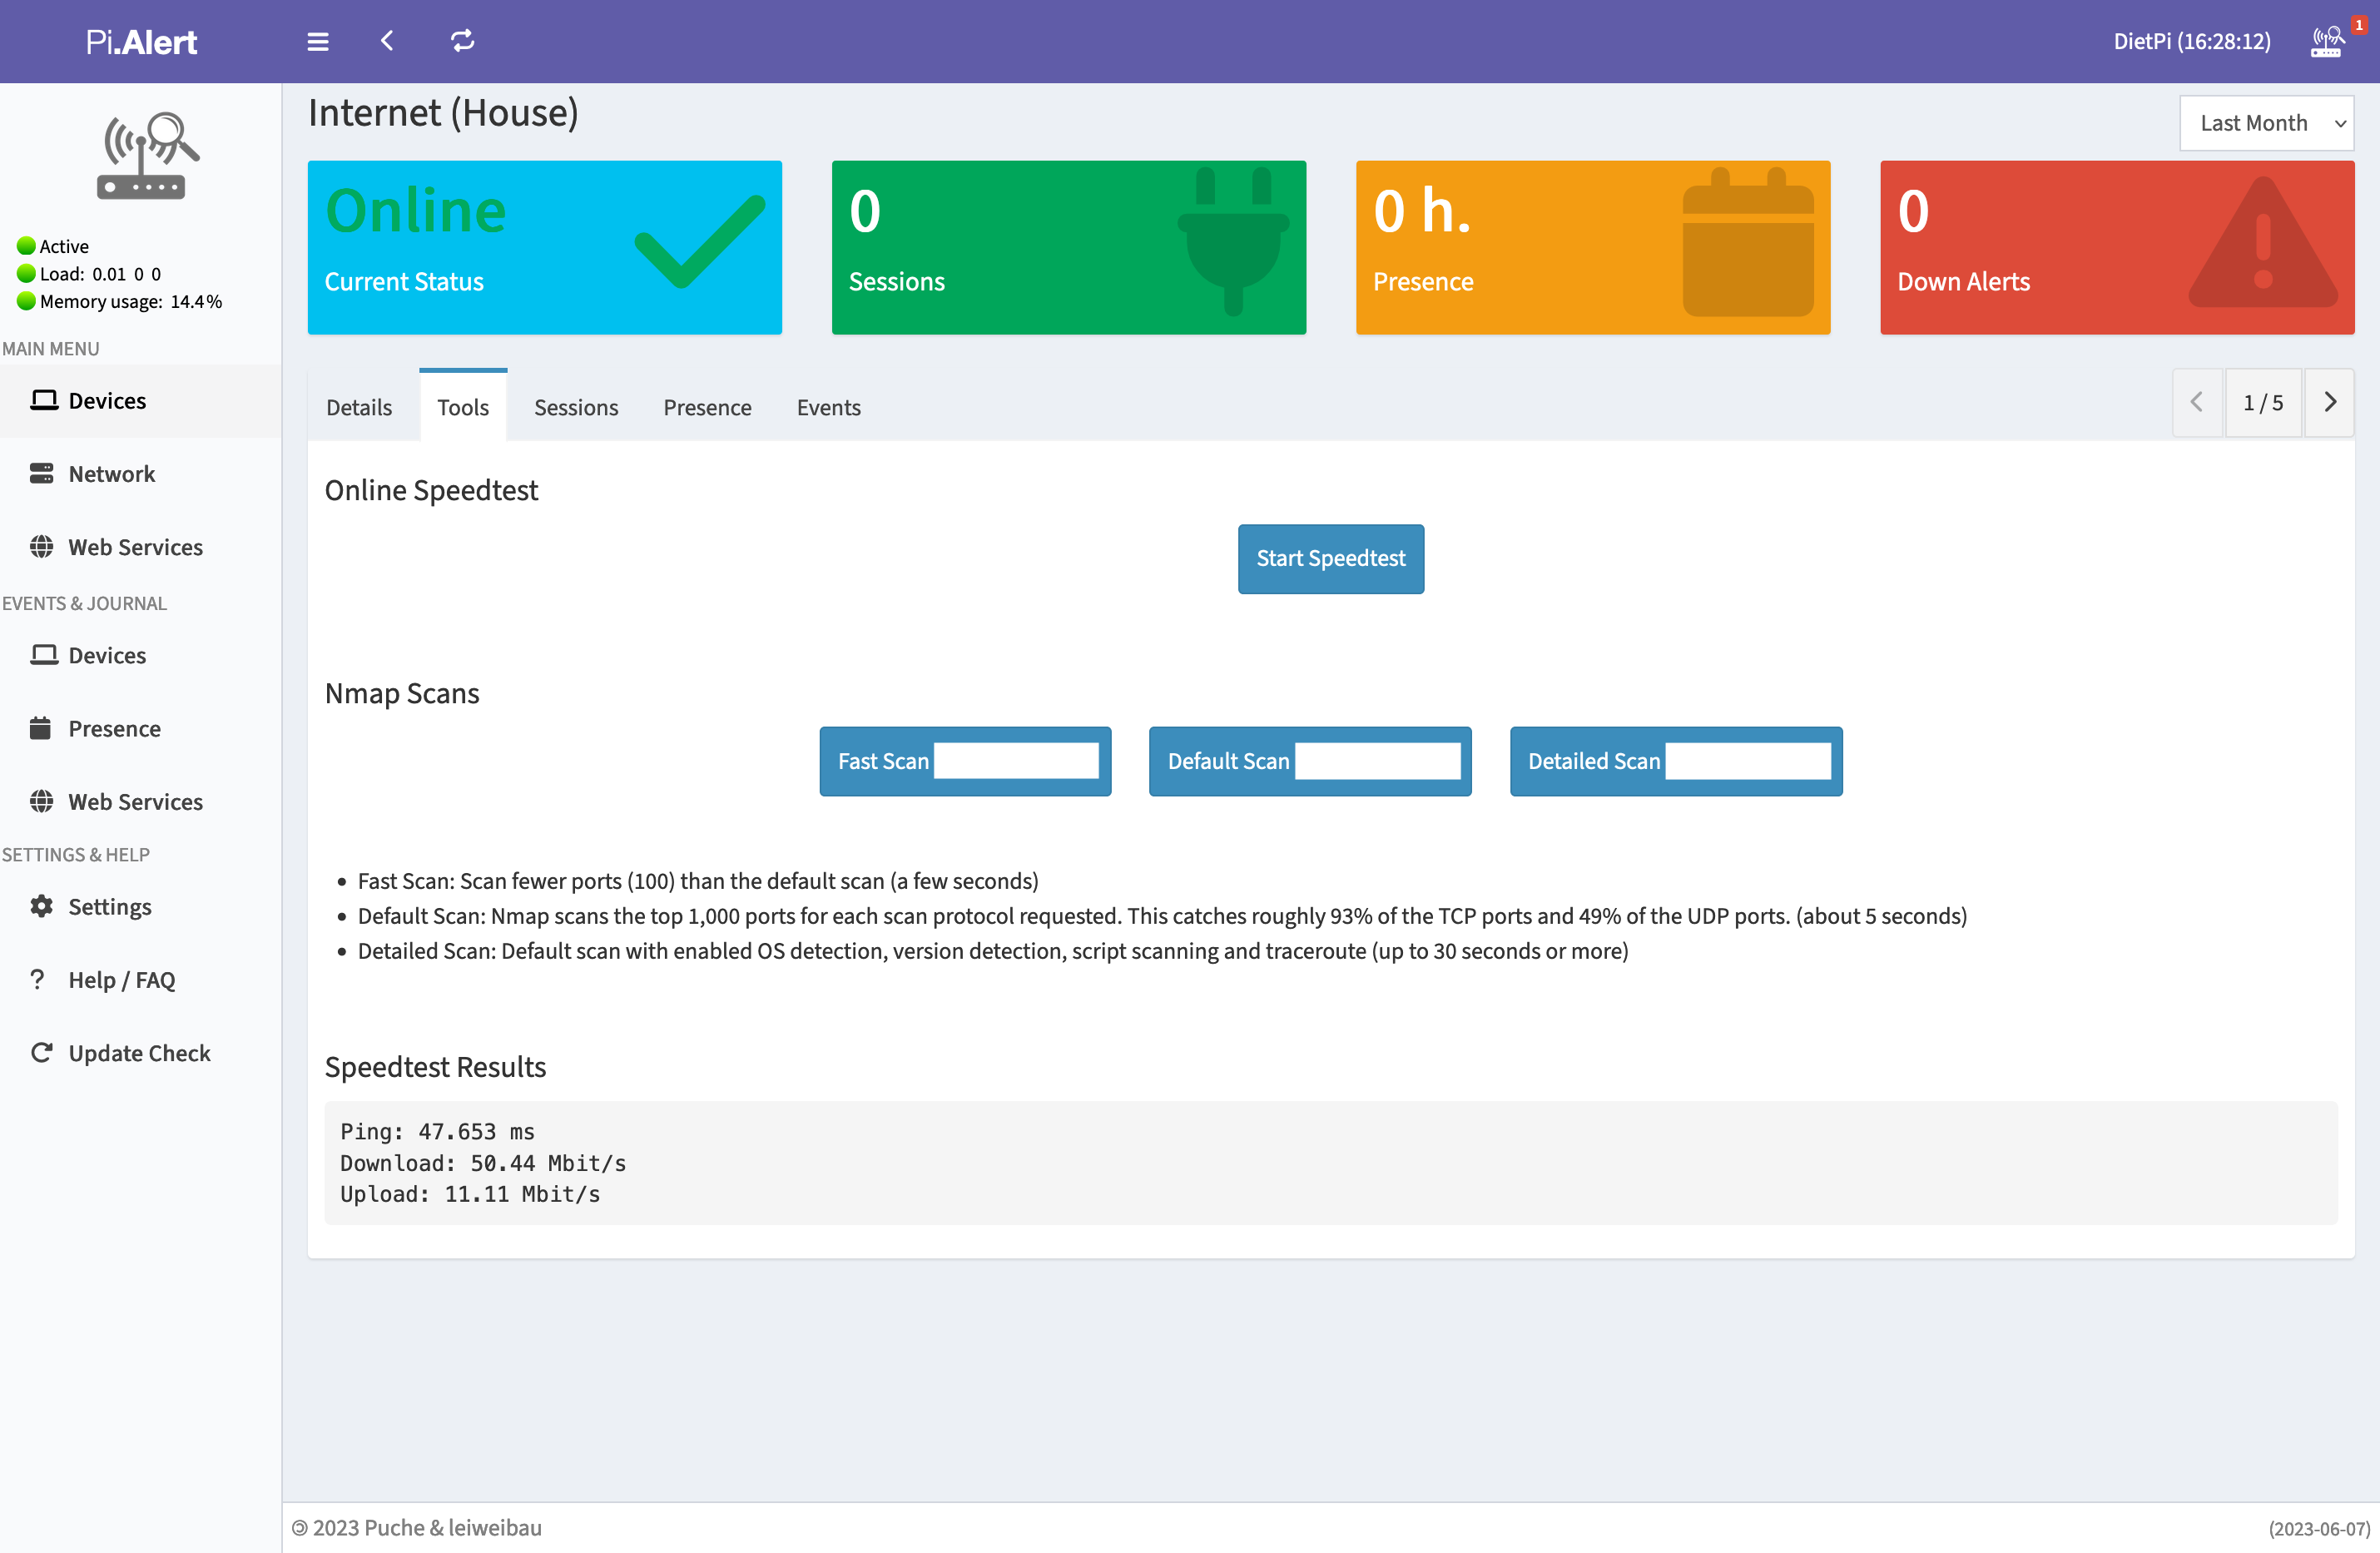 Pi.Alert
DietPi (16:28:12)
1
Active
Load: 0.01 0 0
Memory usage: 14.4%
MAIN MENU
Devices
Network
Web Services
EVENTS & JOURNAL
Devices
Presence
Web Services
SETTINGS & HELP
Settings
? Help / FAQ
Update Check
Internet (House)
Last Month
Online
Current Status
0
Sessions
0 h.
Presence
0
Down Alerts
Details Tools Sessions Presence Events
1 / 5
Online Speedtest
Start Speedtest
Nmap Scans
Fast Scan
Default Scan
Detailed Scan
• Fast Scan: Scan fewer ports (100) than the default scan (a few seconds)
• Default Scan: Nmap scans the top 1,000 ports for each scan protocol requested. This catches roughly 93% of the TCP ports and 49% of the UDP ports. (about 5 seconds)
• Detailed Scan: Default scan with enabled OS detection, version detection, script scanning and traceroute (up to 30 seconds or more)
Speedtest Results
Ping: 47.653 ms
Download: 50.44 Mbit/s
Upload: 11.11 Mbit/s
🄯 2023 Puche & leiweibau
(2023-06-07)